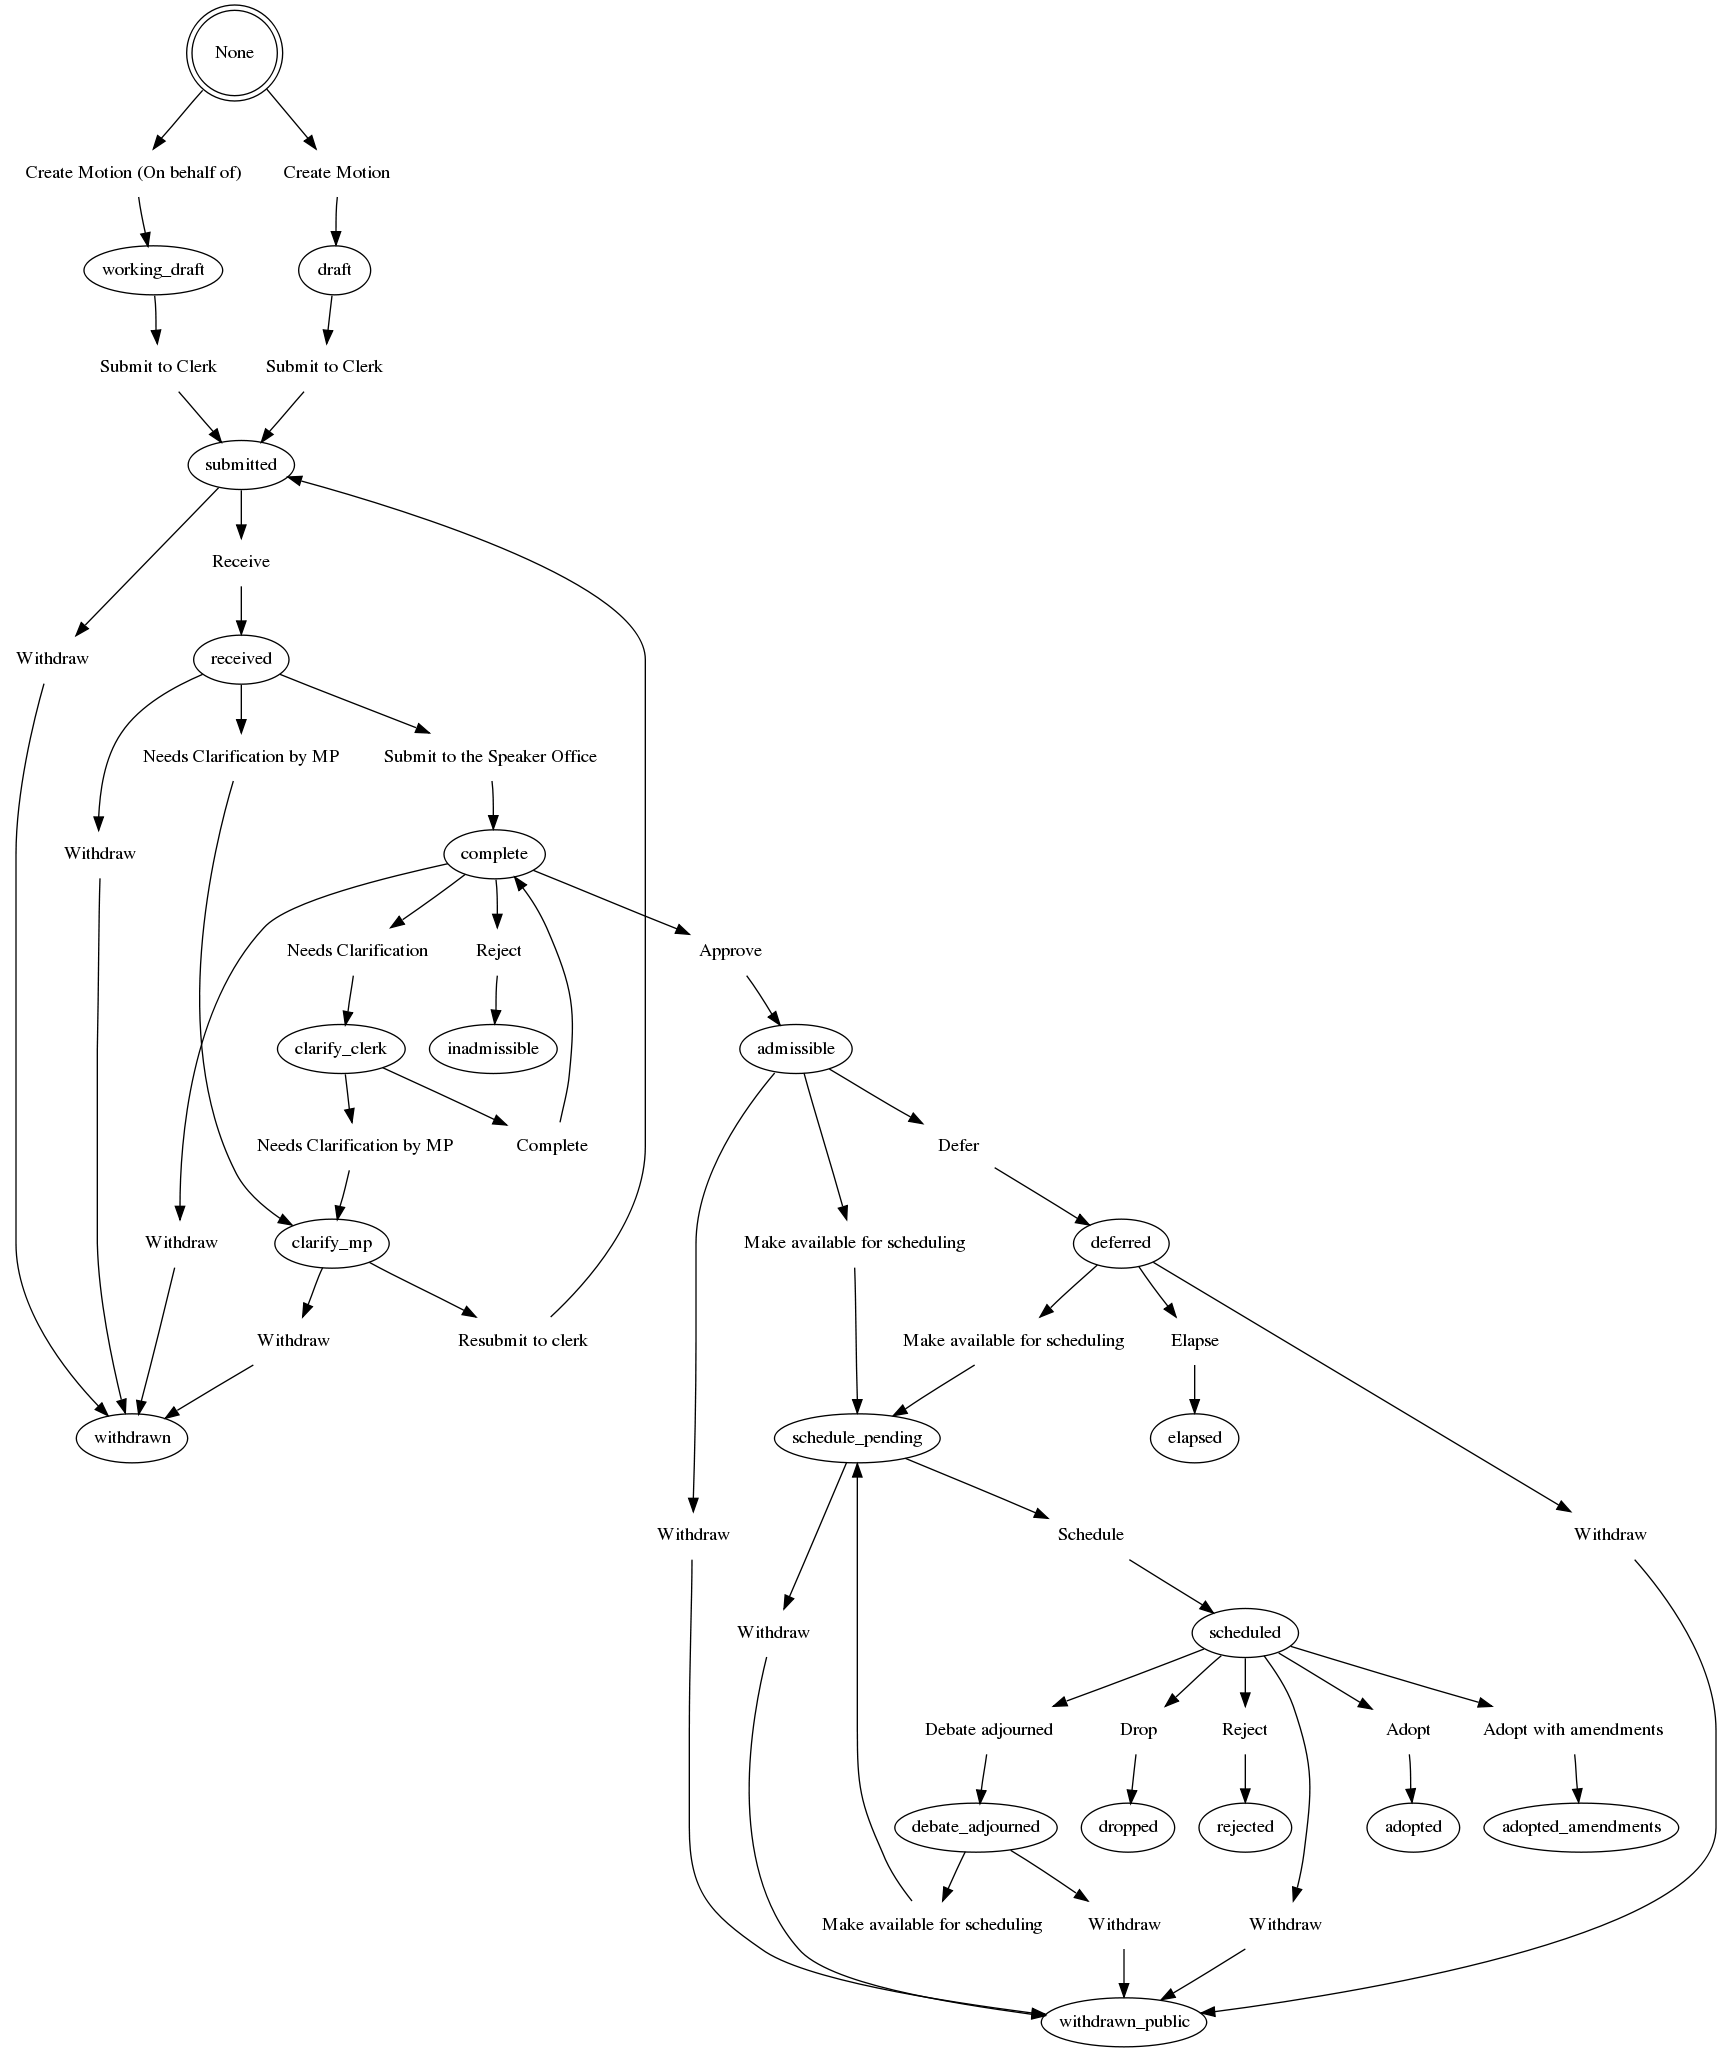 None
Create Motion (On behalf of)
Create Motion
working_draft
draft
Submit to Clerk
Submit to Clerk
submitted
Receive
Withdraw
received
Needs Clarification by MP
Submit to the Speaker Office
Withdraw
complete
Needs Clarification
Reject
Approve
clarify_clerk
inadmissible
admissible
Needs Clarification by MP
Complete
Defer
Withdraw
clarify_mp
Make available for scheduling
deferred
Withdraw
Resubmit to clerk
Make available for scheduling
Elapse
withdrawn
schedule_pending
elapsed
Withdraw
Schedule
Withdraw
Withdraw
scheduled
Debate adjourned
Drop
Reject
Adopt
Adopt with amendments
debate_adjourned
dropped
rejected
adopted
adopted_amendments
Make available for scheduling
Withdraw
Withdraw
withdrawn_public